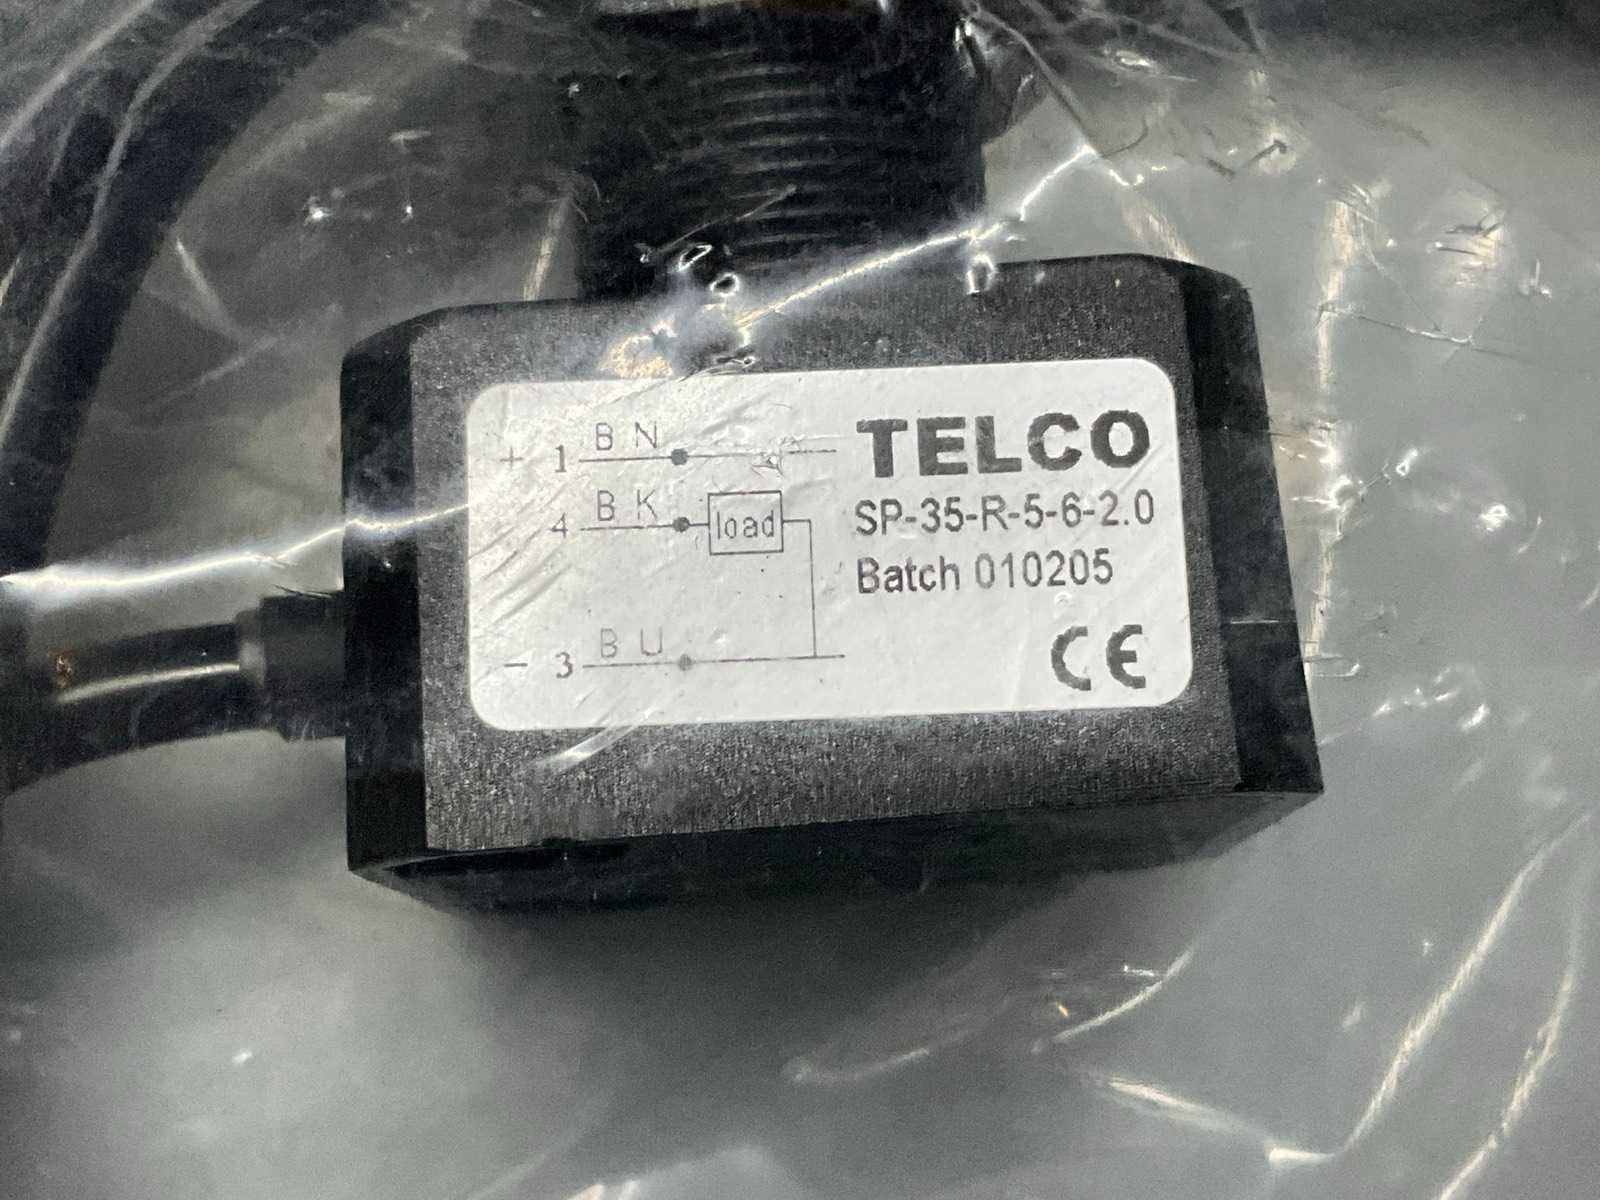 + 1 BN
4 BK load
- 3 BU
TELCO
SP-35-R-5-6-2.0
Batch 010205
CE